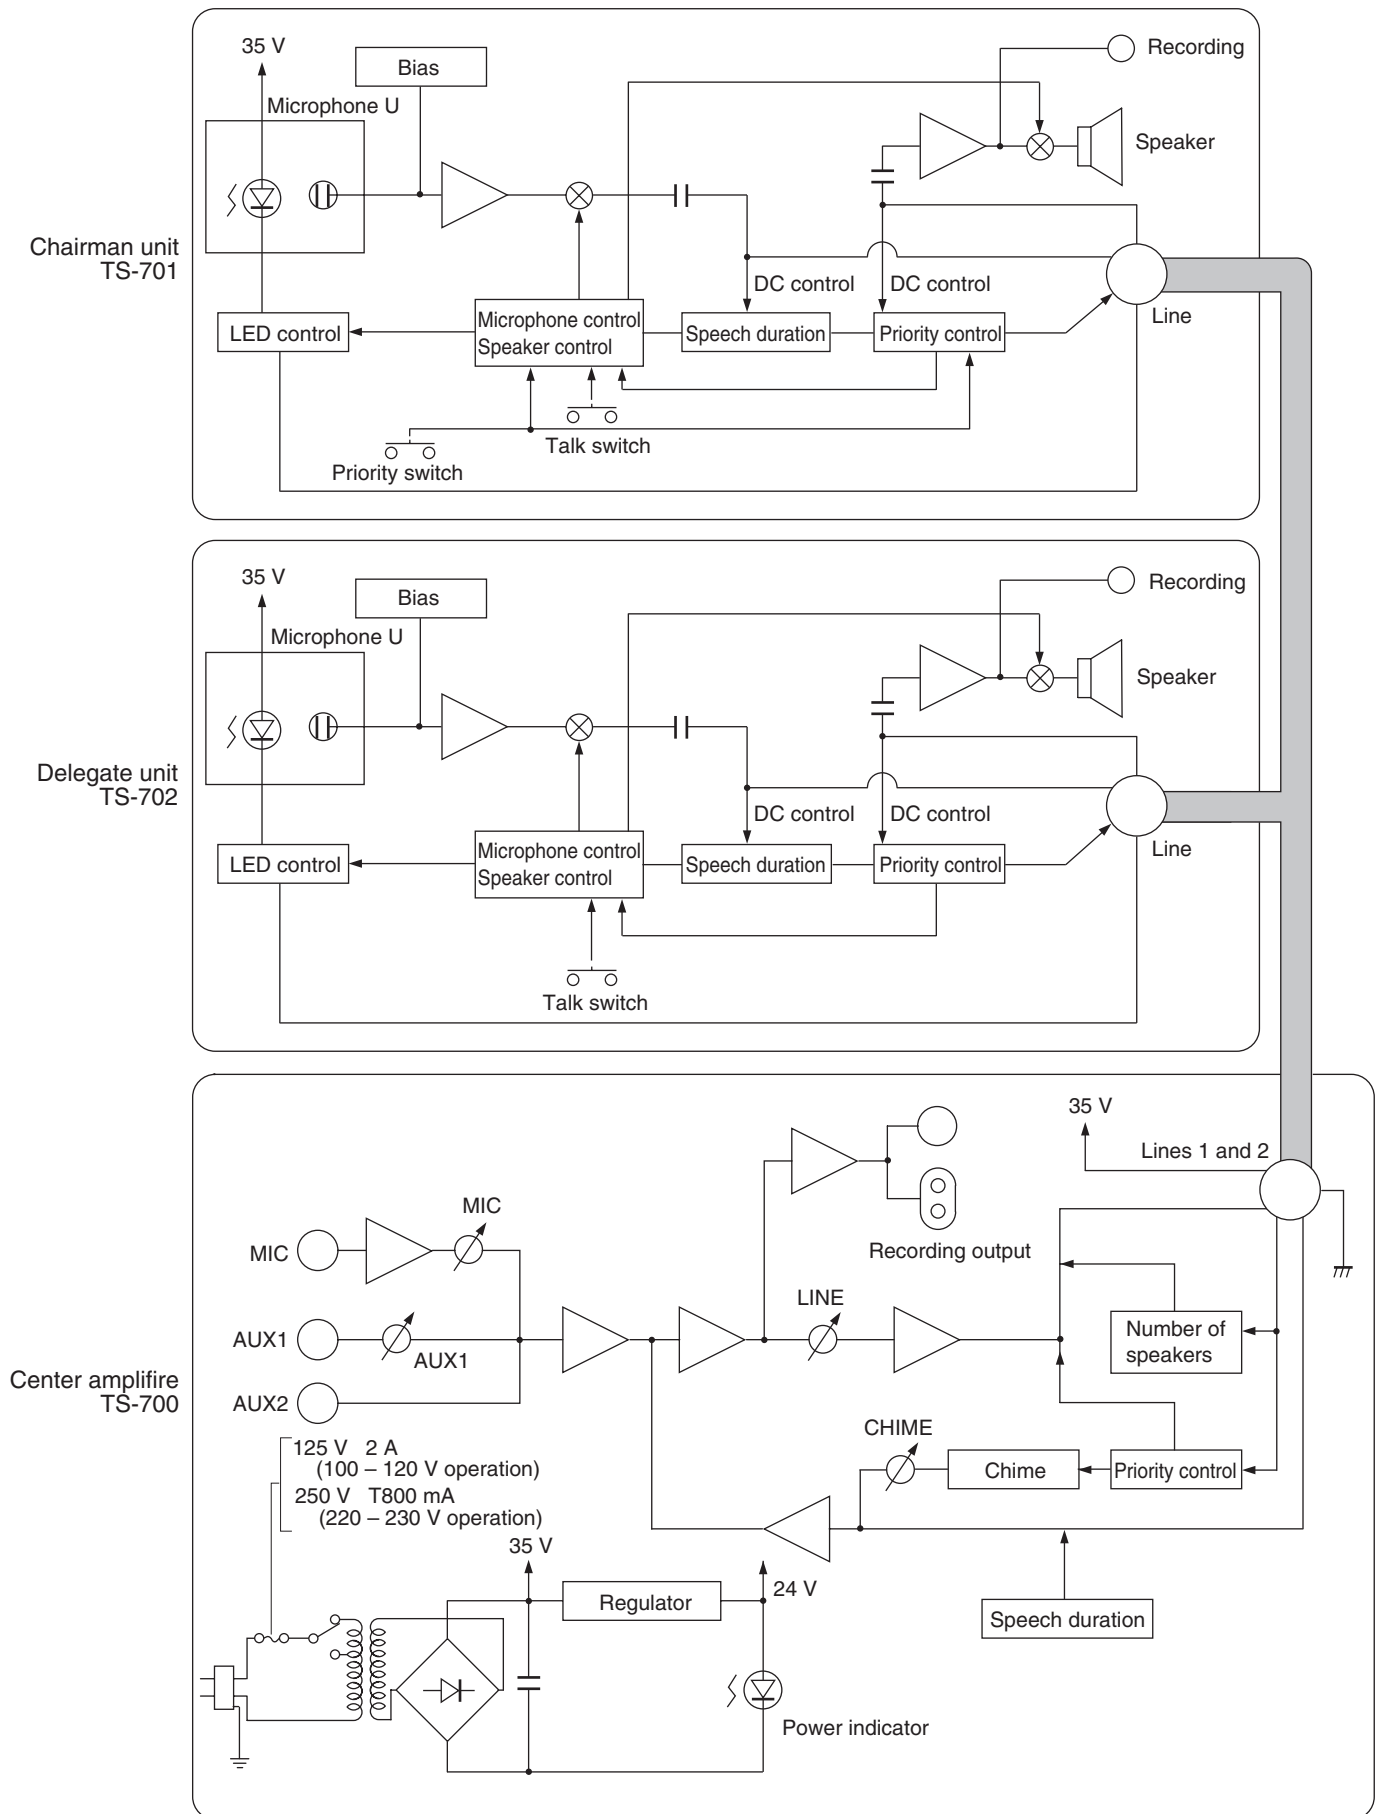 35 V
Bias
Microphone U
Recording
Speaker
Chairman unit
TS-701
DC control
DC control
Line
LED control
Microphone control
Speaker control
Speech duration
Priority control
Talk switch
Priority switch
35 V
Bias
Microphone U
Recording
Speaker
Delegate unit
TS-702
DC control
DC control
Line
LED control
Microphone control
Speaker control
Speech duration
Priority control
Talk switch
35 V
Lines 1 and 2
MIC
MIC
Recording output
LINE
AUX1
AUX1
Number of
speakers
Center amplifire
TS-700
AUX2
CHIME
125 V 2 A
(100 – 120 V operation)
250 V T800 mA
(220 – 230 V operation)
Chime
Priority control
35 V
24 V
Regulator
Speech duration
Power indicator